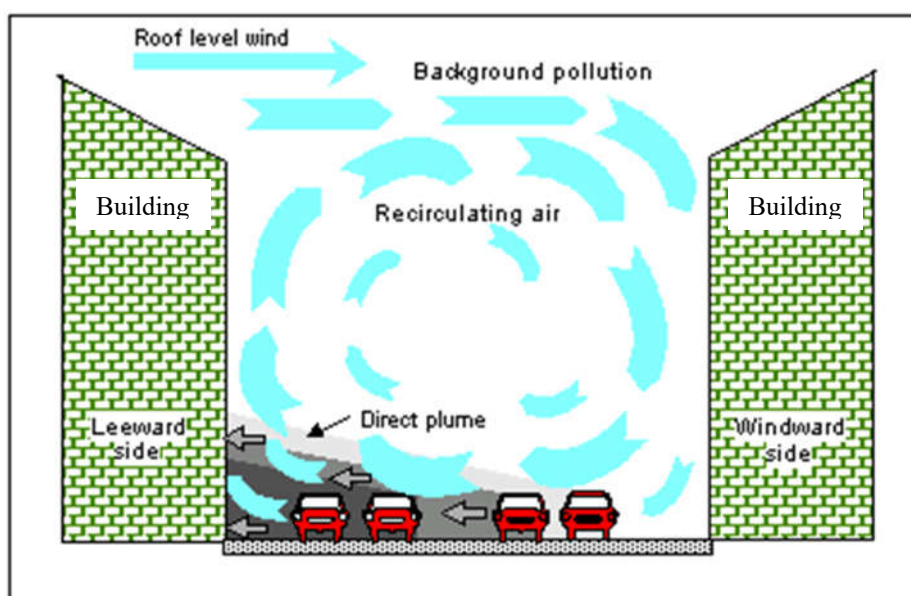 Roof level wind
Background pollution
Building
Building
Recirculating air
Direct plume
Leeward
side
Windward
side